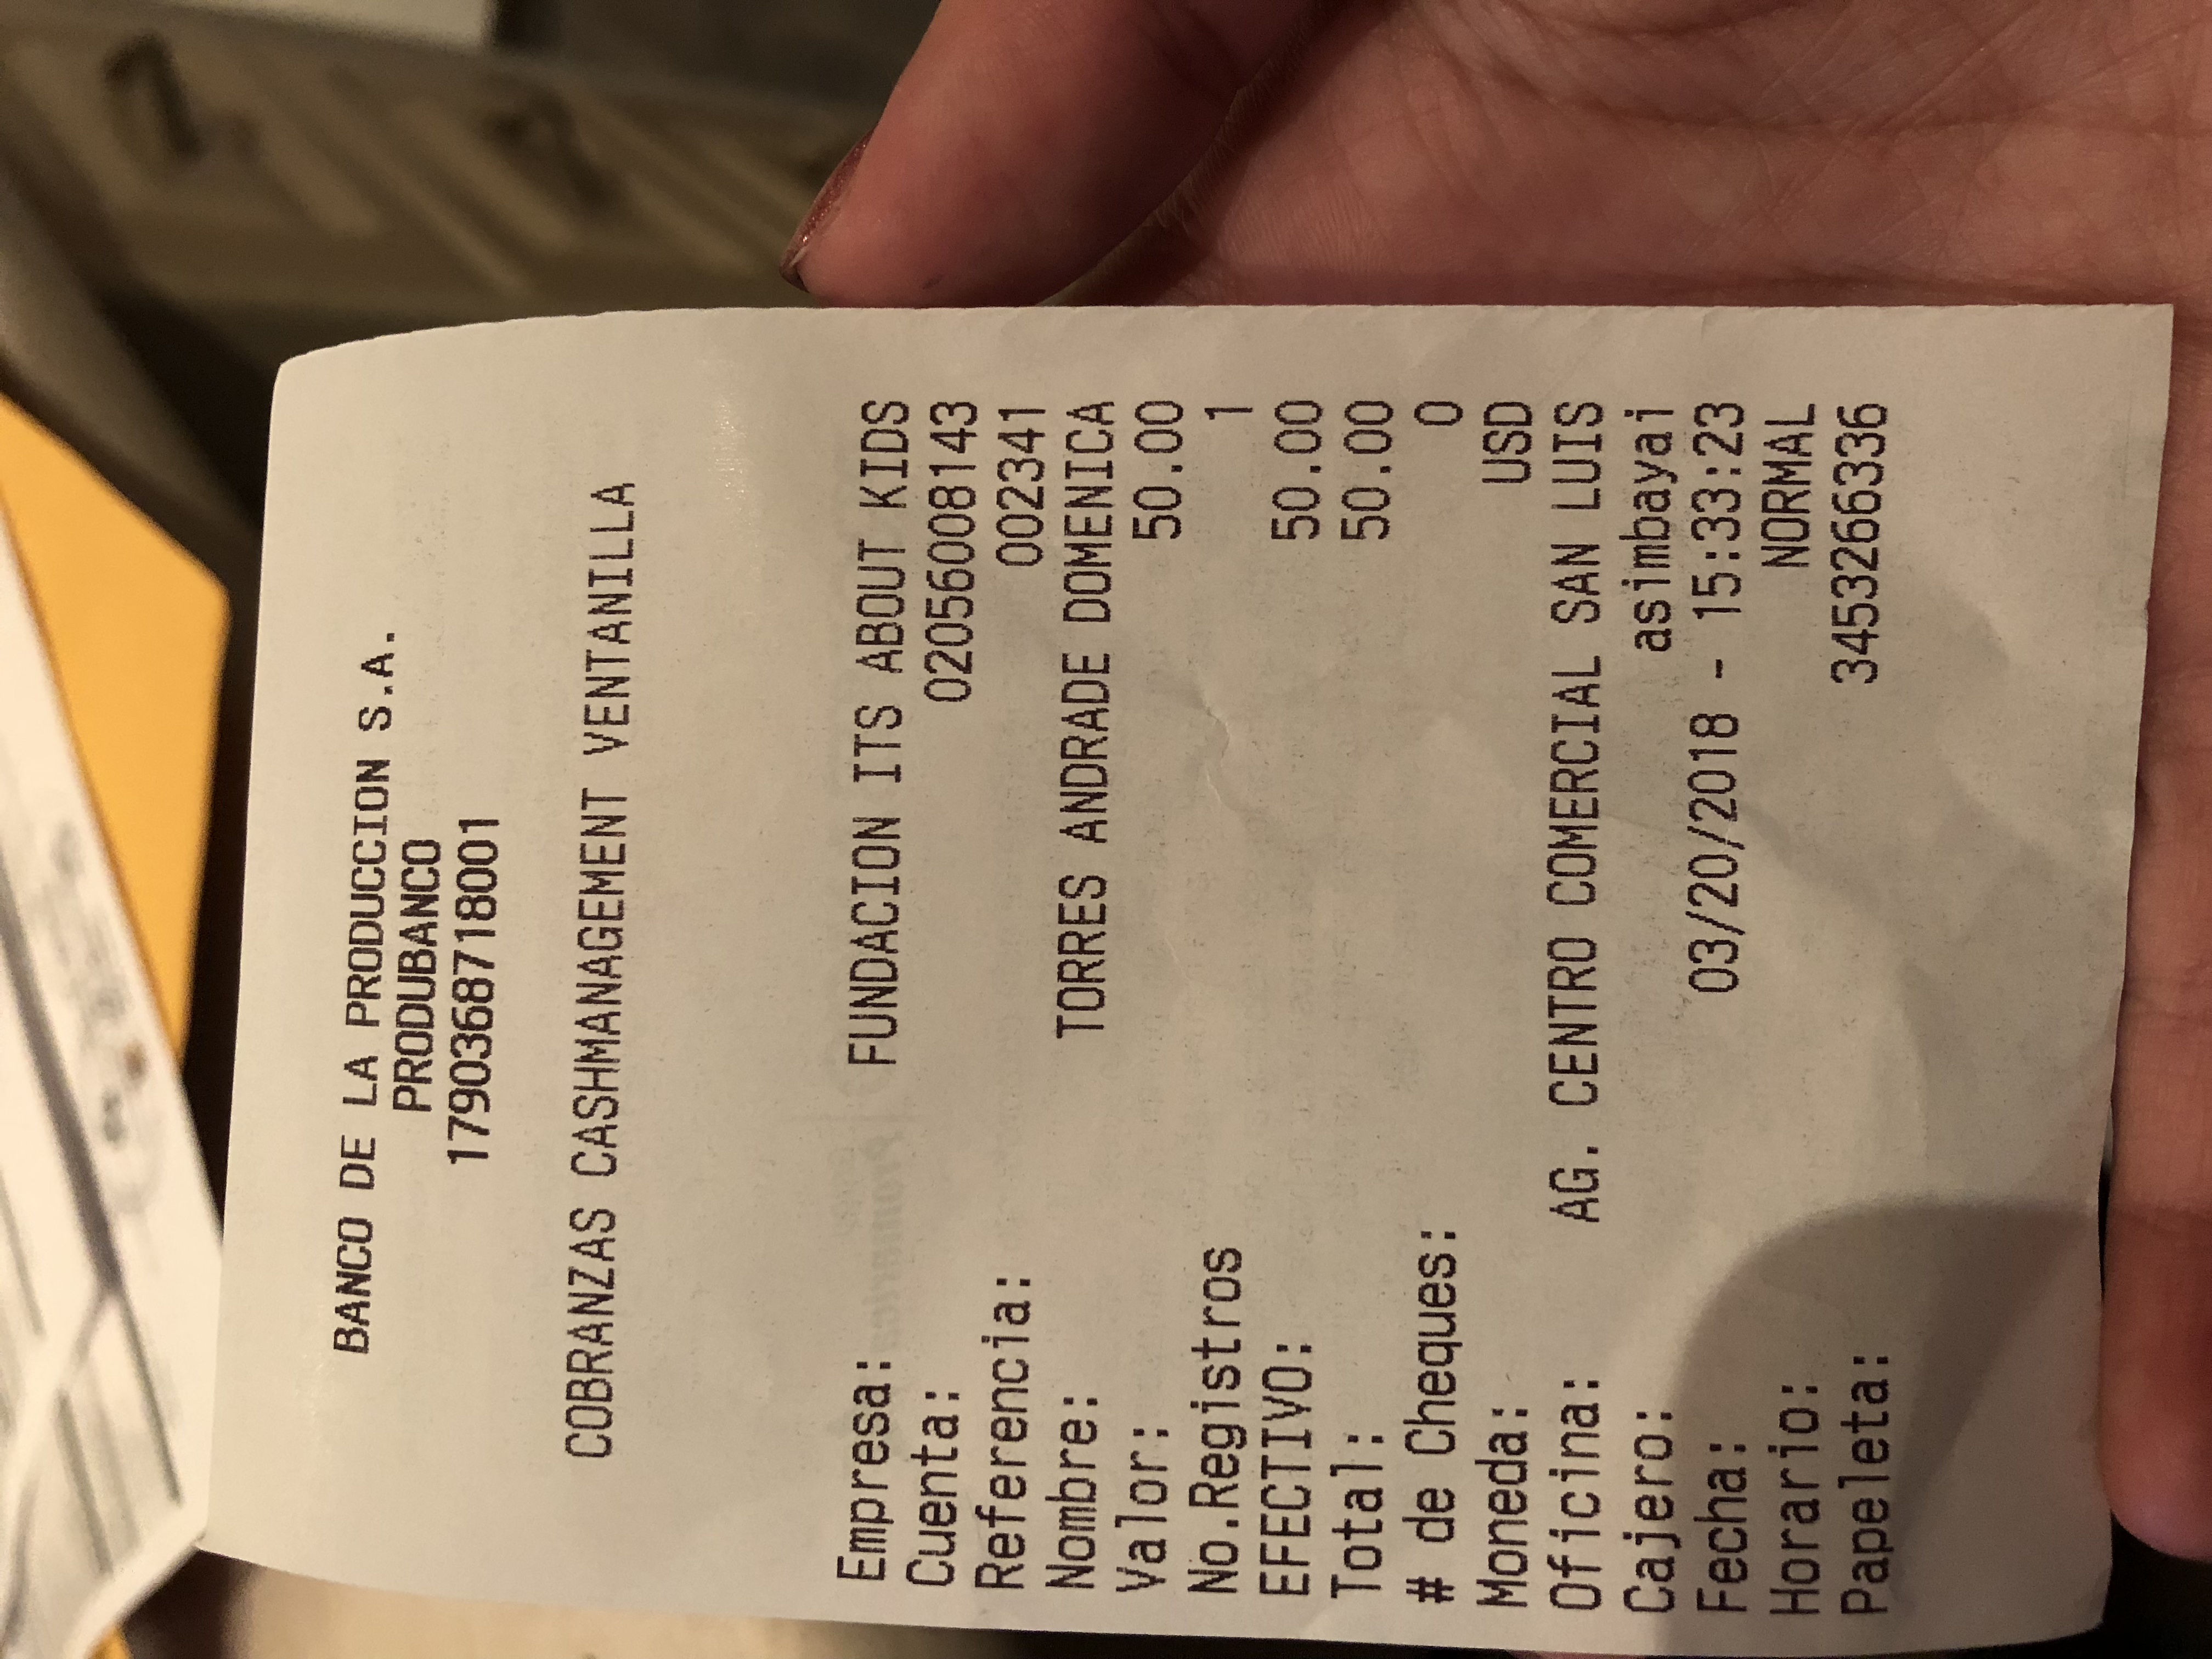 BANCO DE LA PRODUCCION S.A.
PRODUBANCO
1790368718001
COBRANZAS CASHMANAGEMENT VENTANILLA
Empresa: FUNDACION ITS ABOUT KIDS
Cuenta: 02056008143
Referencia: 002341
Nombre: TORRES ANDRADE DOMENICA
Valor: 50.00
No.Registros 1
EFECTIVO: 50.00
Total: 50.00
# de Cheques: 0
Moneda: USD
Oficina: AG. CENTRO COMERCIAL SAN LUIS
Cajero: asimbayai
Fecha: 03/20/2018 - 15:33:23
Horario: NORMAL
Papeleta: 3453266336